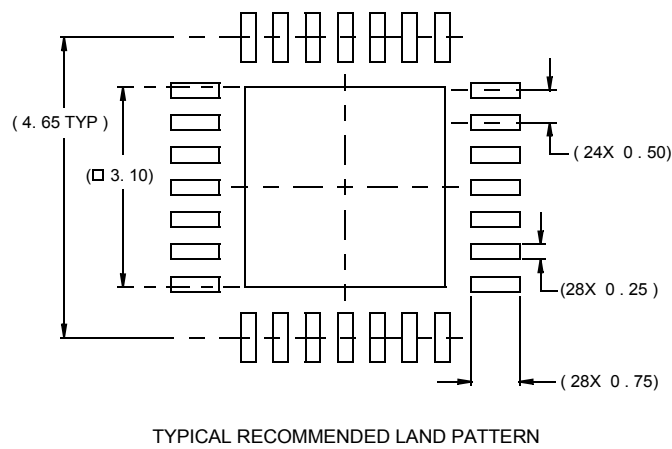 ( 4. 65 TYP )
(□ 3. 10)
( 24X 0 . 50)
(28X 0 . 25 )
( 28X 0 . 75)
TYPICAL RECOMMENDED LAND PATTERN